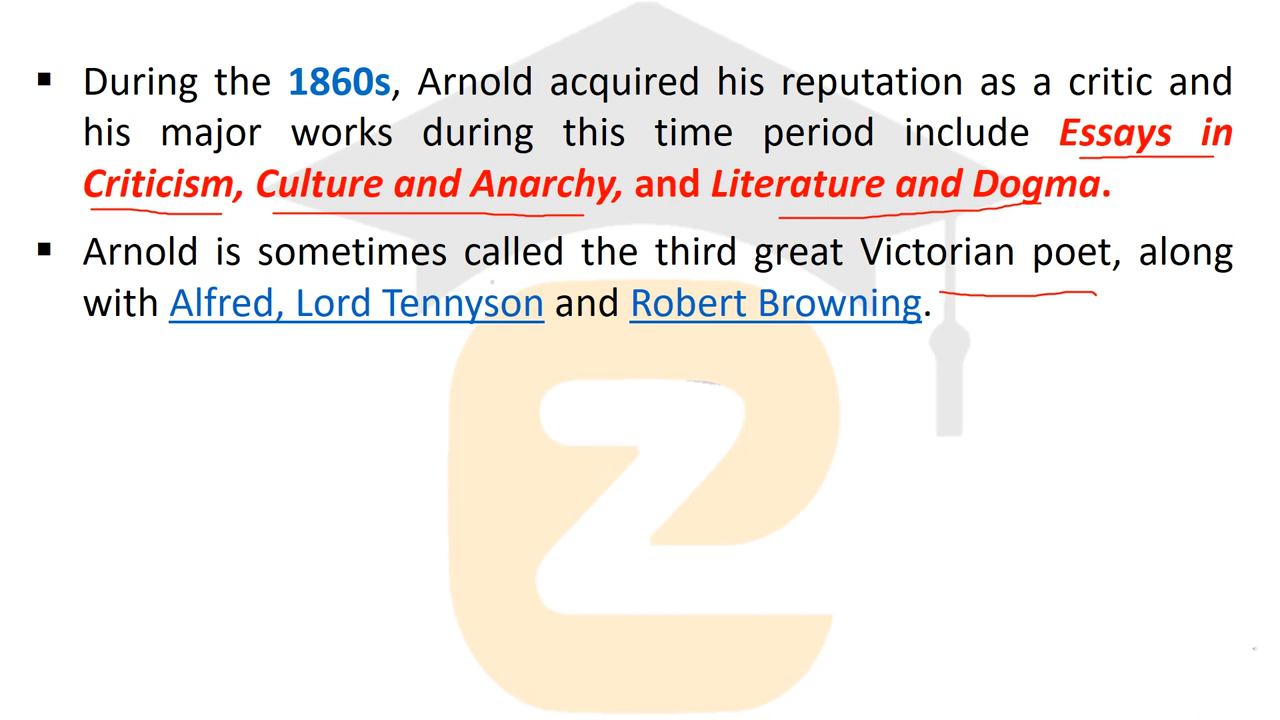 ▪ During the 1860s, Arnold acquired his reputation as a critic and
his major works during this time period include Essays in
Criticism, Culture and Anarchy, and Literature and Dogma.
▪ Arnold is sometimes called the third great Victorian poet, along
with Alfred, Lord Tennyson and Robert Browning.